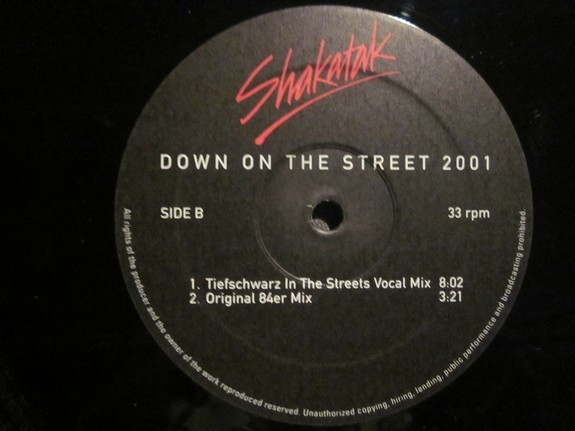 Shakatak
DOWN ON THE STREET 2001
SIDE B 33 rpm
1. Tiefschwarz In The Streets Vocal Mix 8:02
2. Original 84er Mix 3:21
All rights of the producer and the owner of the work reproduced reserved. Unauthorized copying, hiring, lending, public performance and broadcasting prohibited.